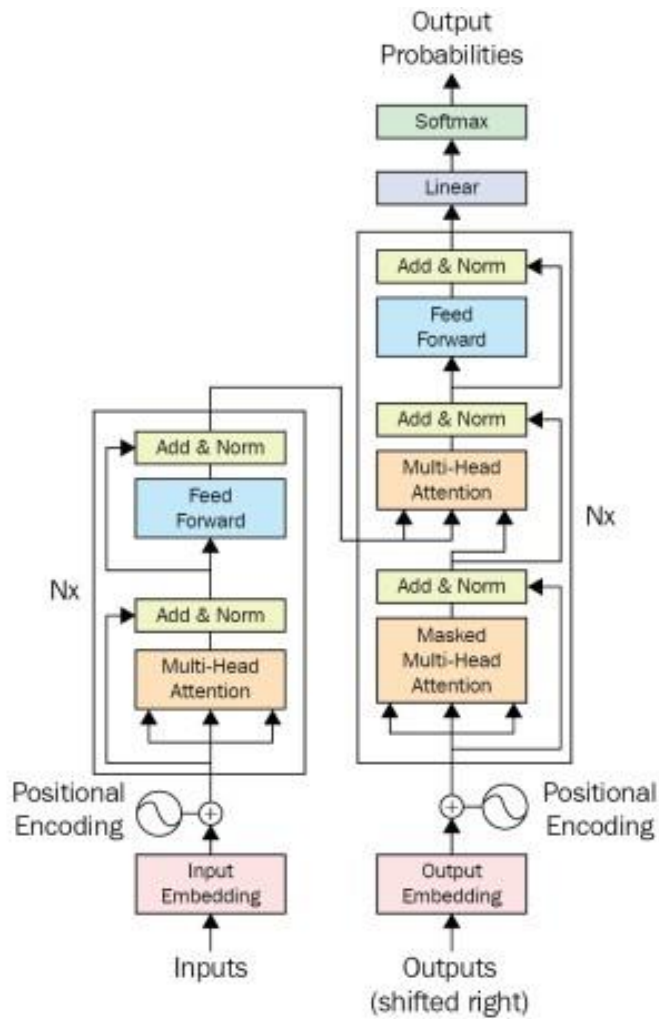 Output
Probabilities
Softmax
Linear
Add & Norm
Feed
Forward
Add & Norm
Multi-Head
Attention
Nx
Add & Norm
Masked
Multi-Head
Attention
Add & Norm
Feed
Forward
Nx
Add & Norm
Multi-Head
Attention
Positional
Encoding
Positional
Encoding
Input
Embedding
Output
Embedding
Inputs
Outputs
(shifted right)